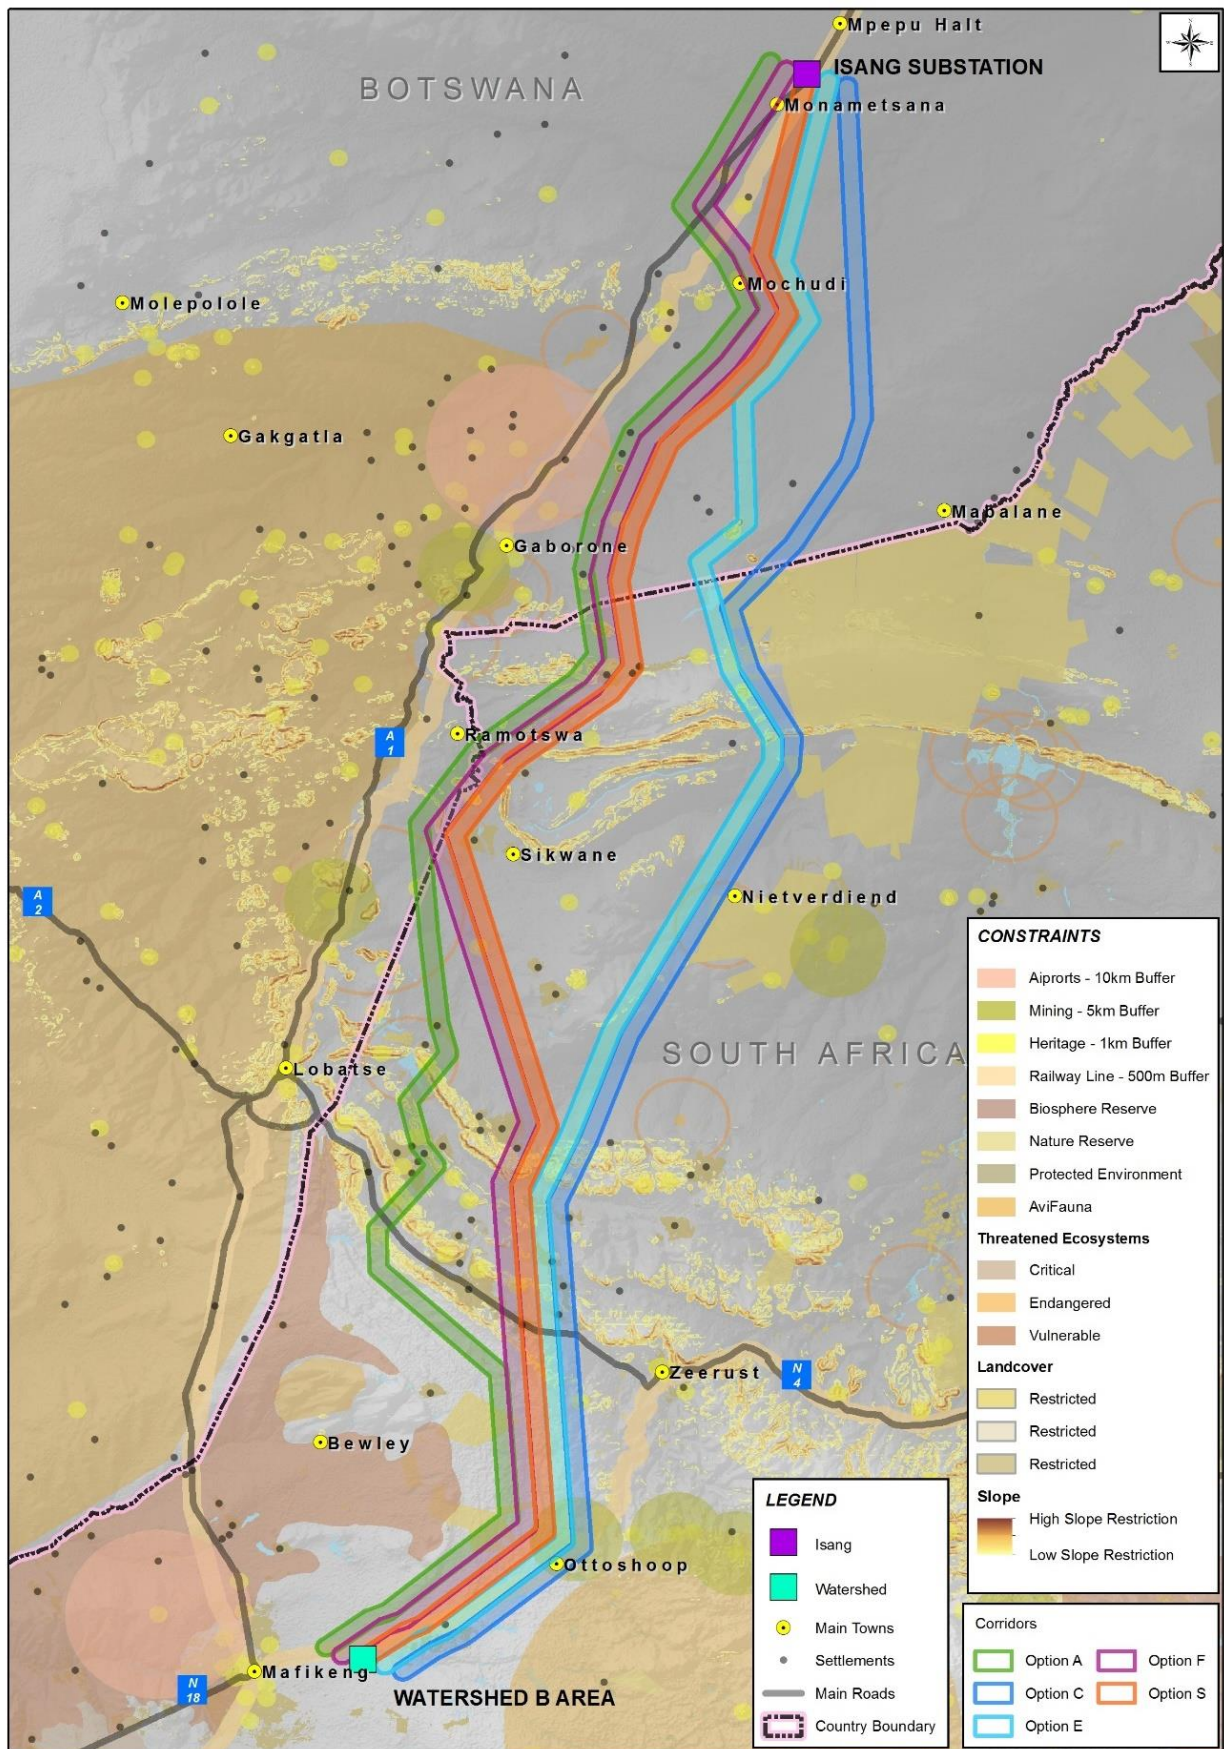 Mpepu Halt
ISANG SUBSTATION
BOTSWANA
Monametsana
Mochudi
Molepolole
Gakgatla
Mabalane
Gaborone
Ramotswa
A
1
Sikwane
Nietverdiend
A
2
SOUTH AFRICA
Lobatse
Zeerust
N
4
Bewley
Ottoshoop
Mafikeng
N
18
WATERSHED B AREA
CONSTRAINTS
Aiprorts - 10km Buffer
Mining - 5km Buffer
Heritage - 1km Buffer
Railway Line - 500m Buffer
Biosphere Reserve
Nature Reserve
Protected Environment
AviFauna
Threatened Ecosystems
Critical
Endangered
Vulnerable
Landcover
Restricted
Restricted
Restricted
Slope
High Slope Restriction
Low Slope Restriction
LEGEND
Isang
Watershed
Main Towns
Settlements
Main Roads
Country Boundary
Corridors
Option A
Option F
Option C
Option S
Option E